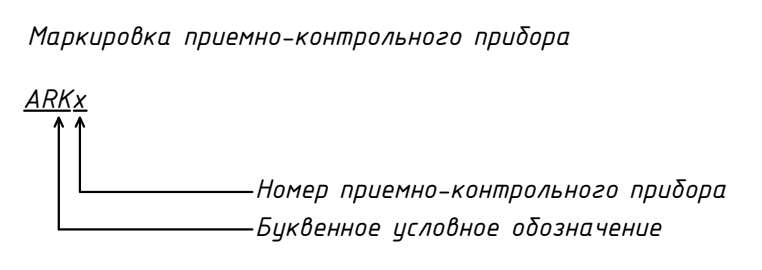 Маркировка приемно-контрольного прибора
ARKx
Номер приемно-контрольного прибора
Буквенное условное обозначение